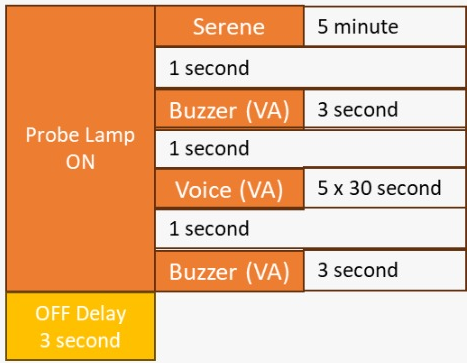 Serene 5 minute
1 second
Buzzer (VA) 3 second
Probe Lamp
ON
1 second
Voice (VA) 5 x 30 second
1 second
Buzzer (VA) 3 second
OFF Delay
3 second